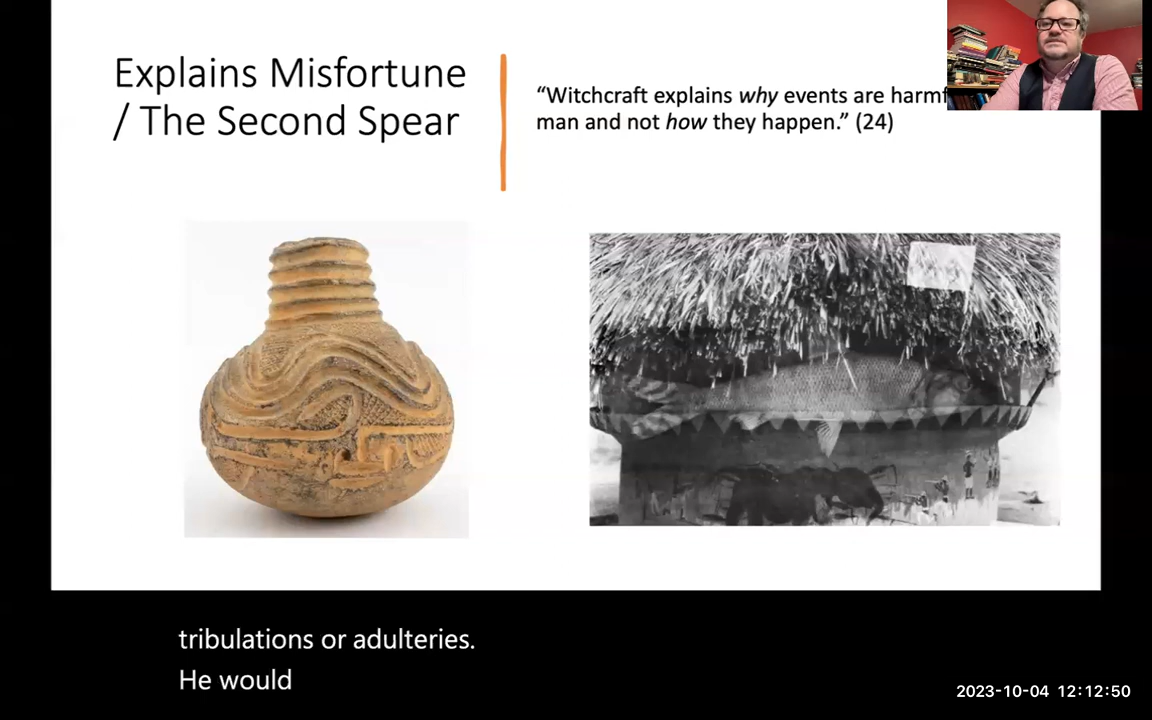 Explains Misfortune
/ The Second Spear
“Witchcraft explains why events are harmf
man and not how they happen.” (24)
tribulations or adulteries.
He would
2023-10-04 12:12:50